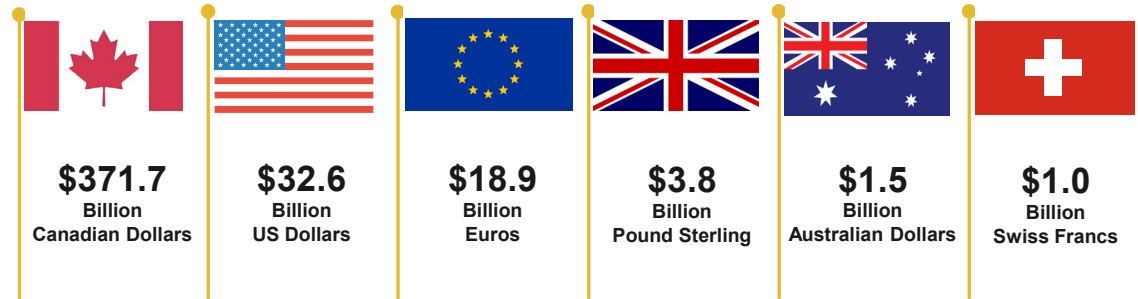 $371.7
Billion
Canadian Dollars
$32.6
Billion
US Dollars
$18.9
Billion
Euros
$3.8
Billion
Pound Sterling
$1.5
Billion
Australian Dollars
$1.0
Billion
Swiss Francs